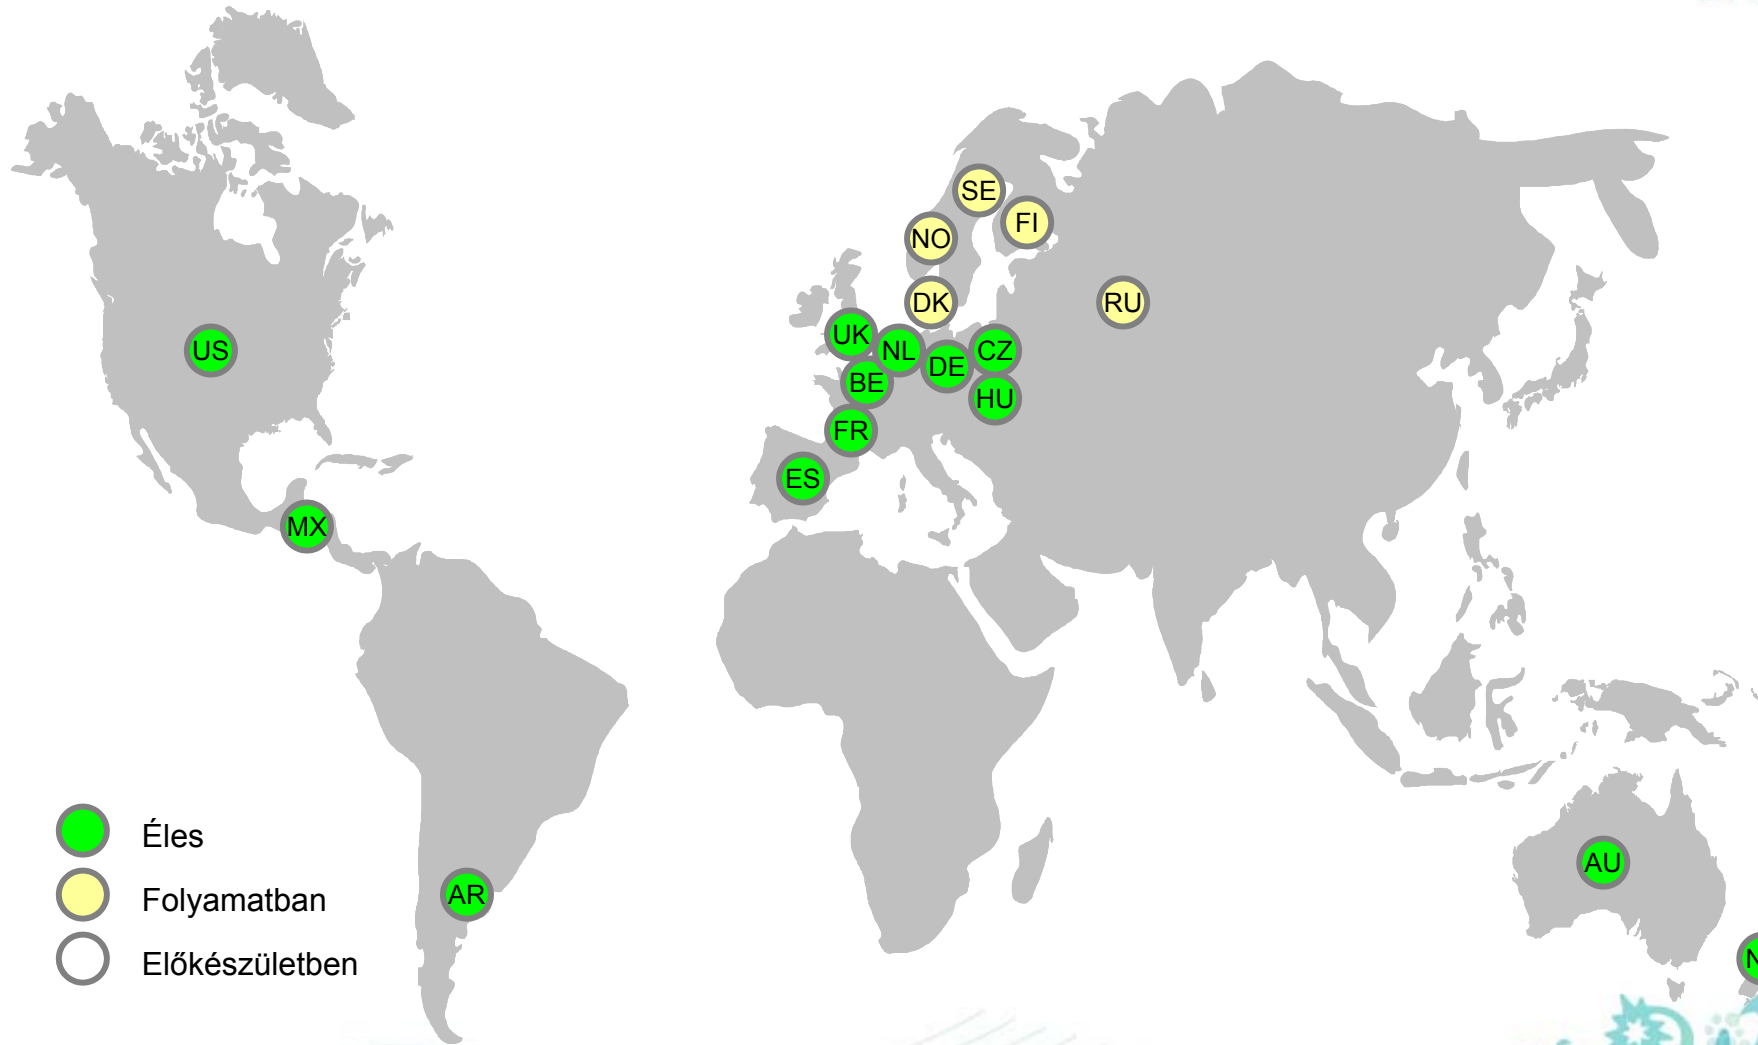 SE
FI
NO
DK
RU
UK
NL
CZ
US
DE
BE
HU
FR
ES
MX
Éles
AU
Folyamatban
AR
Előkészületben
N